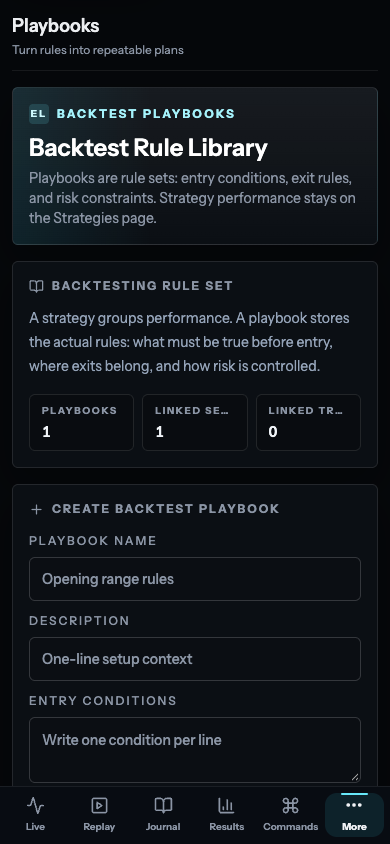 Playbooks
Turn rules into repeatable plans
EL BACKTEST PLAYBOOKS
Backtest Rule Library
Playbooks are rule sets: entry conditions, exit rules,
and risk constraints. Strategy performance stays on
the Strategies page.
BACKTESTING RULE SET
A strategy groups performance. A playbook stores
the actual rules: what must be true before entry,
where exits belong, and how risk is controlled.
PLAYBOOKS LINKED SE... LINKED TR...
1 1 0
CREATE BACKTEST PLAYBOOK
PLAYBOOK NAME
Opening range rules
DESCRIPTION
One-line setup context
ENTRY CONDITIONS
Write one condition per line
Live Replay Journal Results Commands More